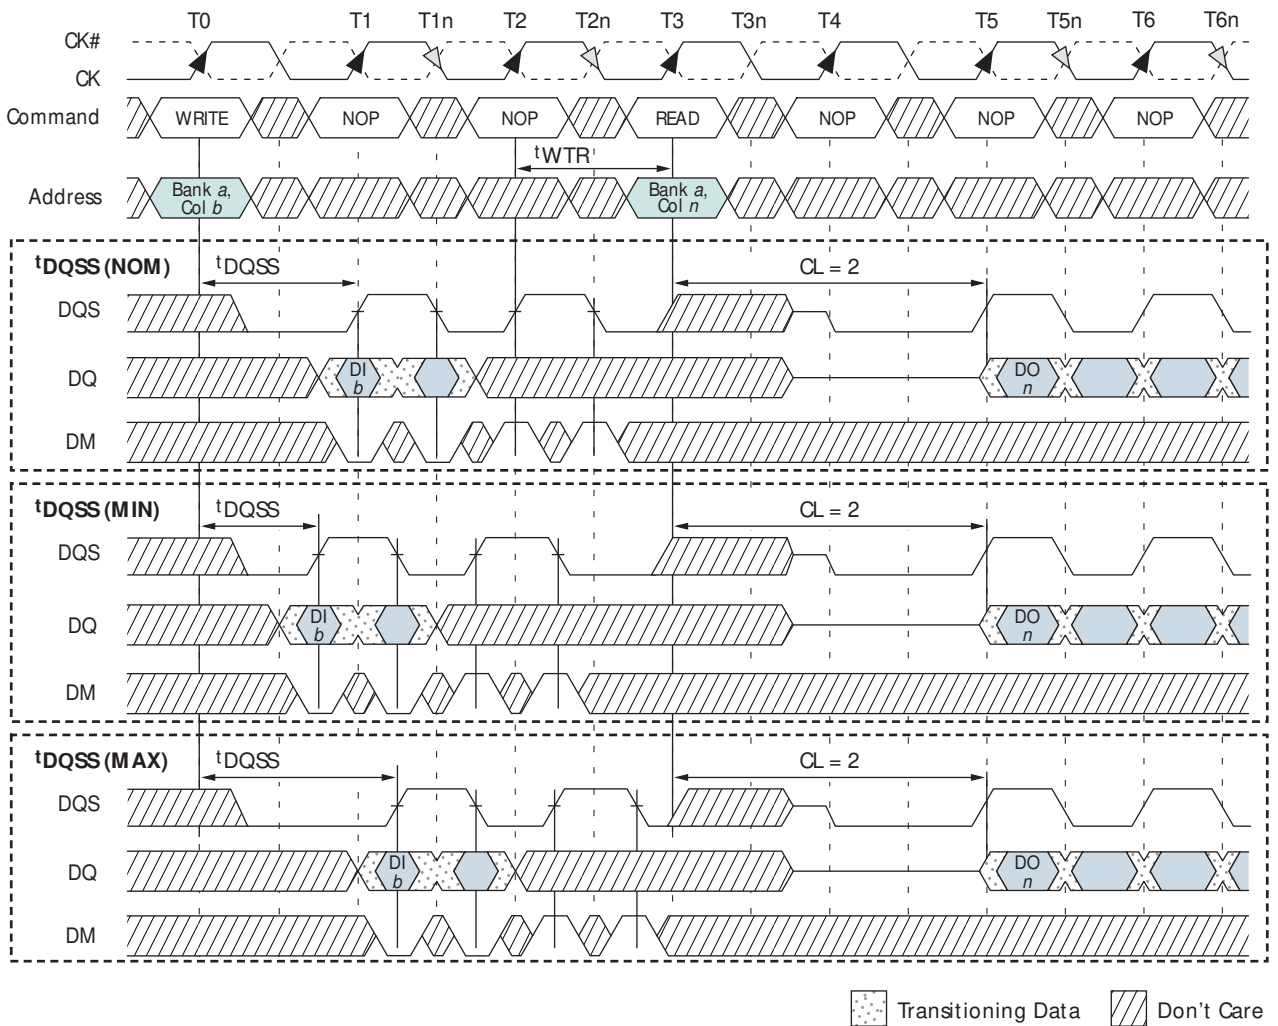 T0 T1 T1n T2 T2n T3 T3n T4 T5 T5n T6 T6n
CK#
CK
Command WRITE NOP NOP READ NOP NOP NOP
tWTR
Address Bank a, Col b Bank a, Col n
tDQSS (NOM) tDQSS CL = 2
DQS
DQ DI b DO n
DM
tDQSS (MIN) tDQSS CL = 2
DQS
DQ DI b DO n
DM
tDQSS (MAX) tDQSS CL = 2
DQS
DQ DI b DO n
DM
Transitioning Data Don't Care